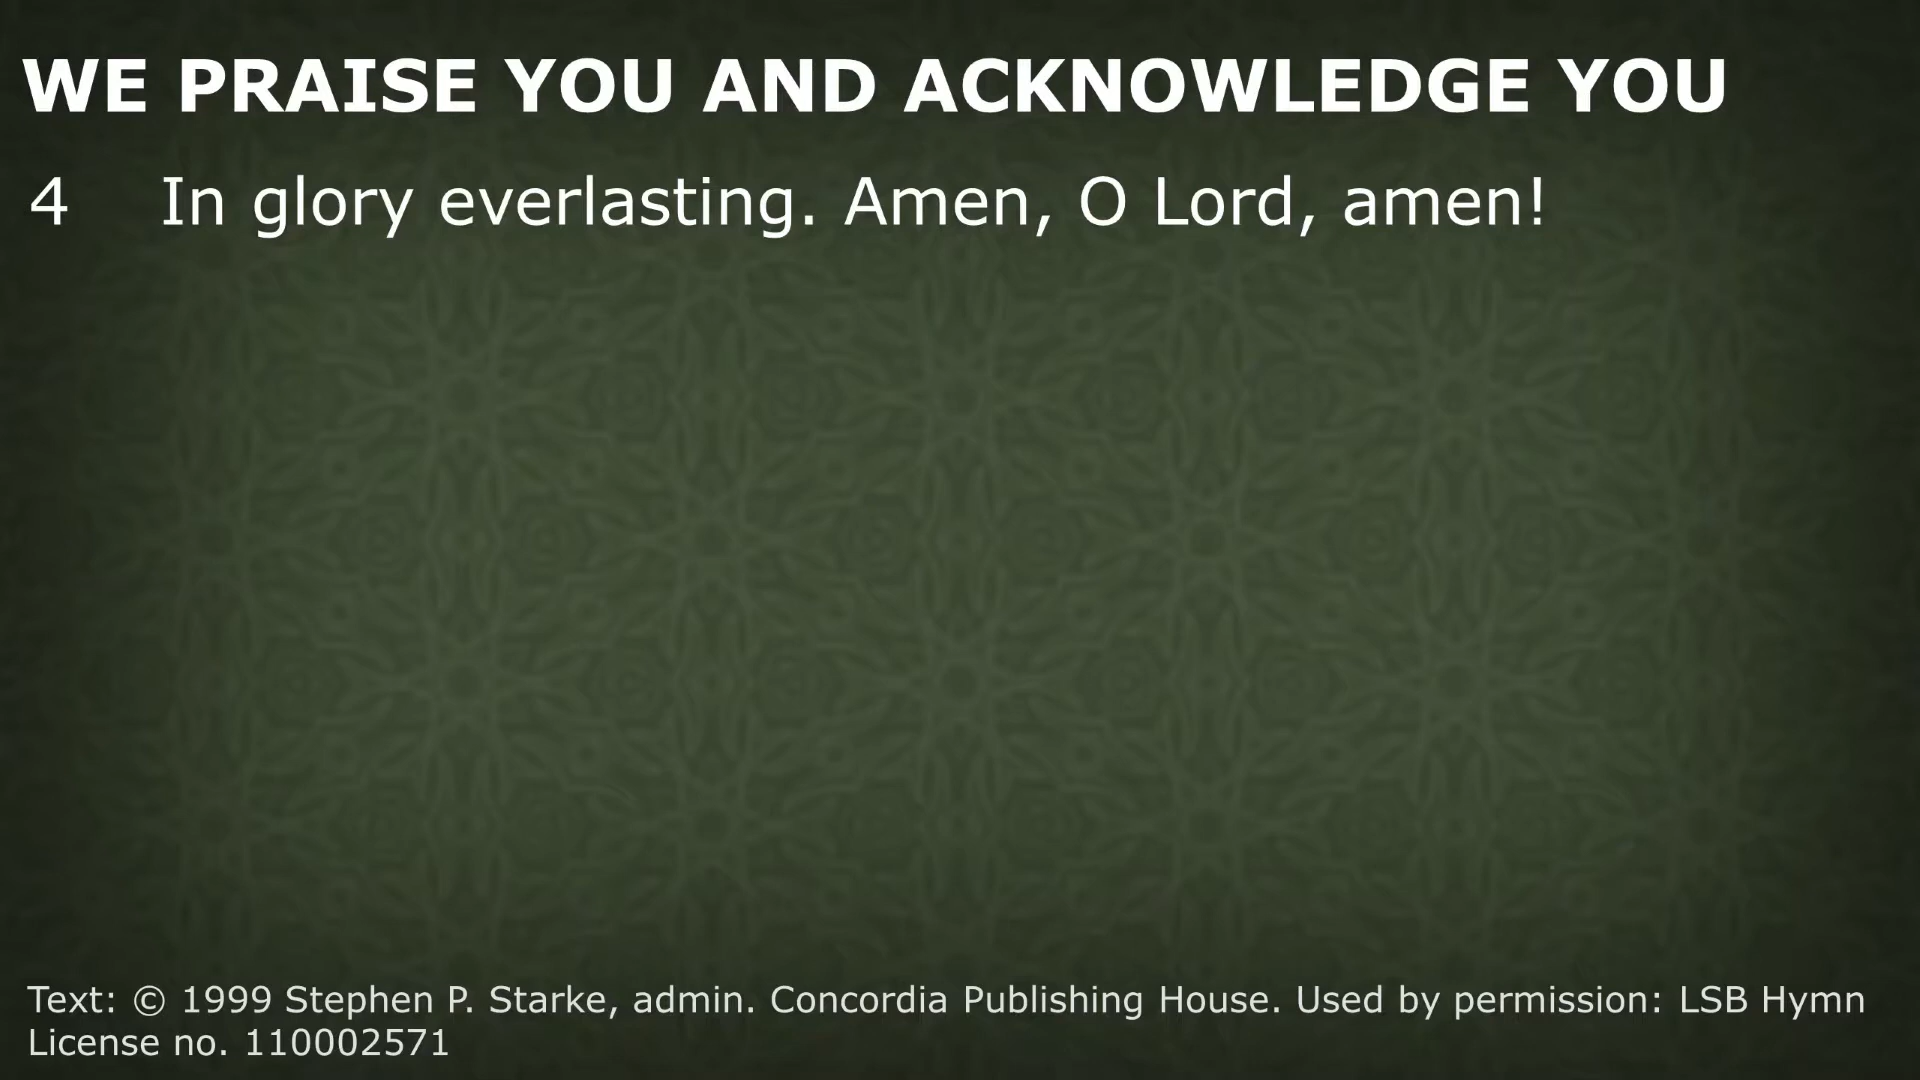 WE PRAISE YOU AND ACKNOWLEDGE YOU
4 In glory everlasting. Amen, O Lord, amen!
Text: © 1999 Stephen P. Starke, admin. Concordia Publishing House. Used by permission: LSB Hymn
License no. 110002571